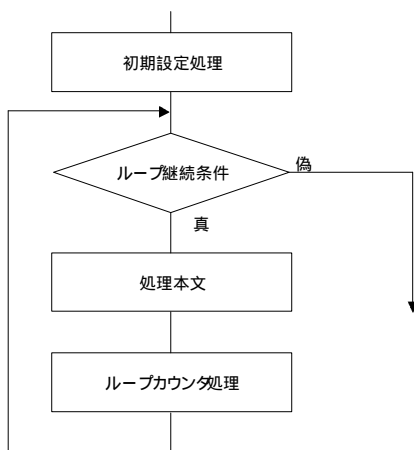 初期設定処理
ループ継続条件
偽
真
処理本文
ループカウンタ処理